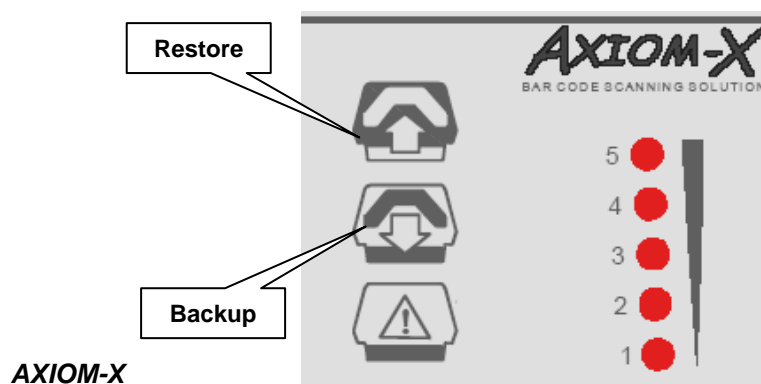 Restore
AXIOM-X
BAR CODE SCANNING SOLUTION
5
4
3
2
1
Backup
AXIOM-X